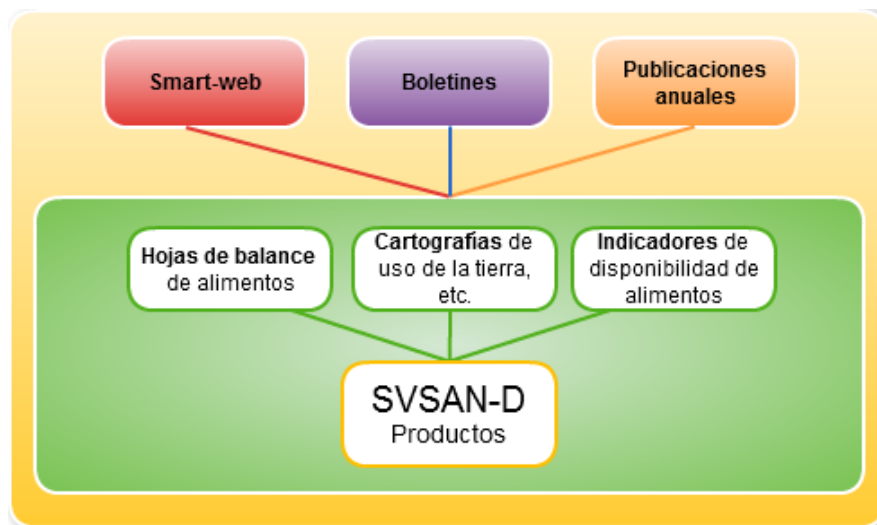 Smart-web
Boletines
Publicaciones
anuales
Hojas de balance
de alimentos
Cartografías de
uso de la tierra,
etc.
Indicadores de
disponibilidad de
alimentos
SVSAN-D
Productos